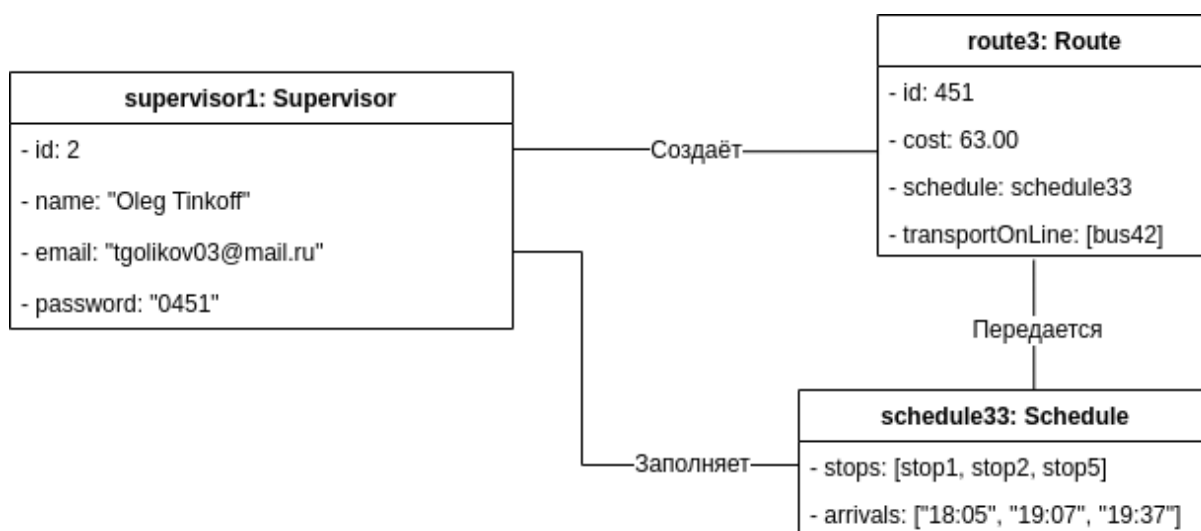 supervisor1: Supervisor
- id: 2
- name: "Oleg Tinkoff"
- email: "tgolikov03@mail.ru"
- password: "0451"
Создаёт
route3: Route
- id: 451
- cost: 63.00
- schedule: schedule33
- transportOnLine: [bus42]
Передается
Заполняет
schedule33: Schedule
- stops: [stop1, stop2, stop5]
- arrivals: ["18:05", "19:07", "19:37"]